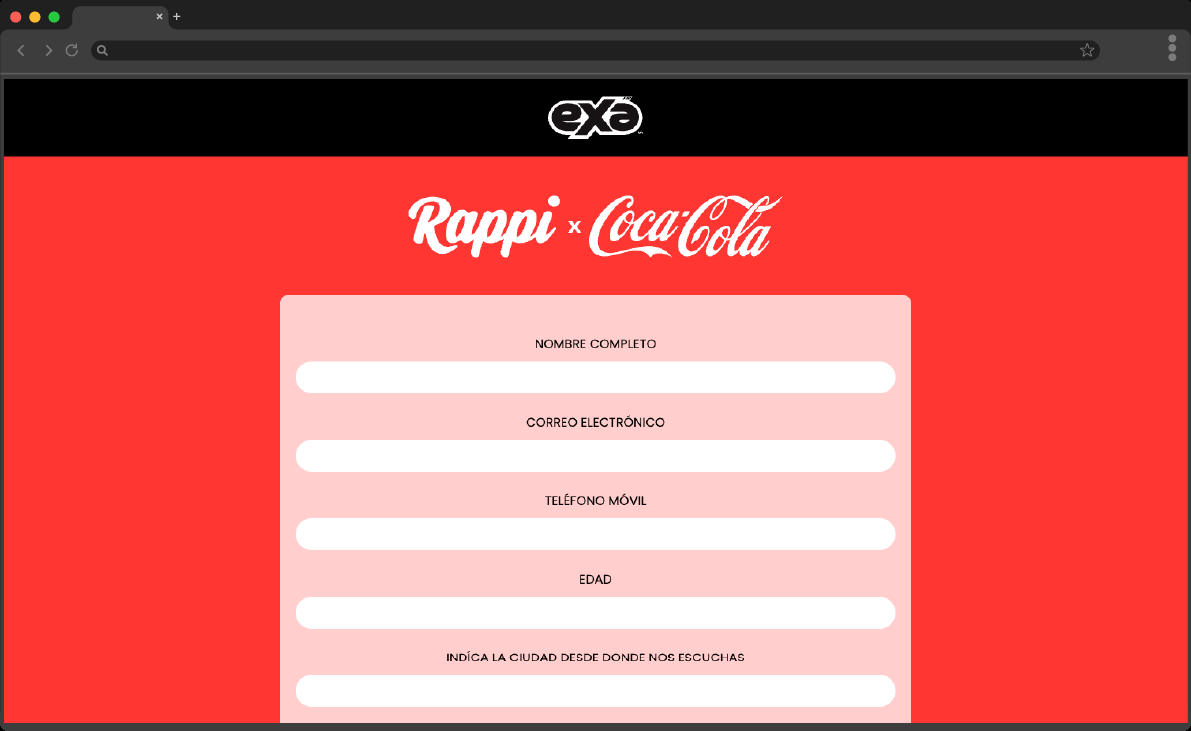 exa
Rappi x Coca-Cola
NOMBRE COMPLETO
CORREO ELECTRÓNICO
TELÉFONO MÓVIL
EDAD
INDÍCA LA CIUDAD DESDE DONDE NOS ESCUCHAS